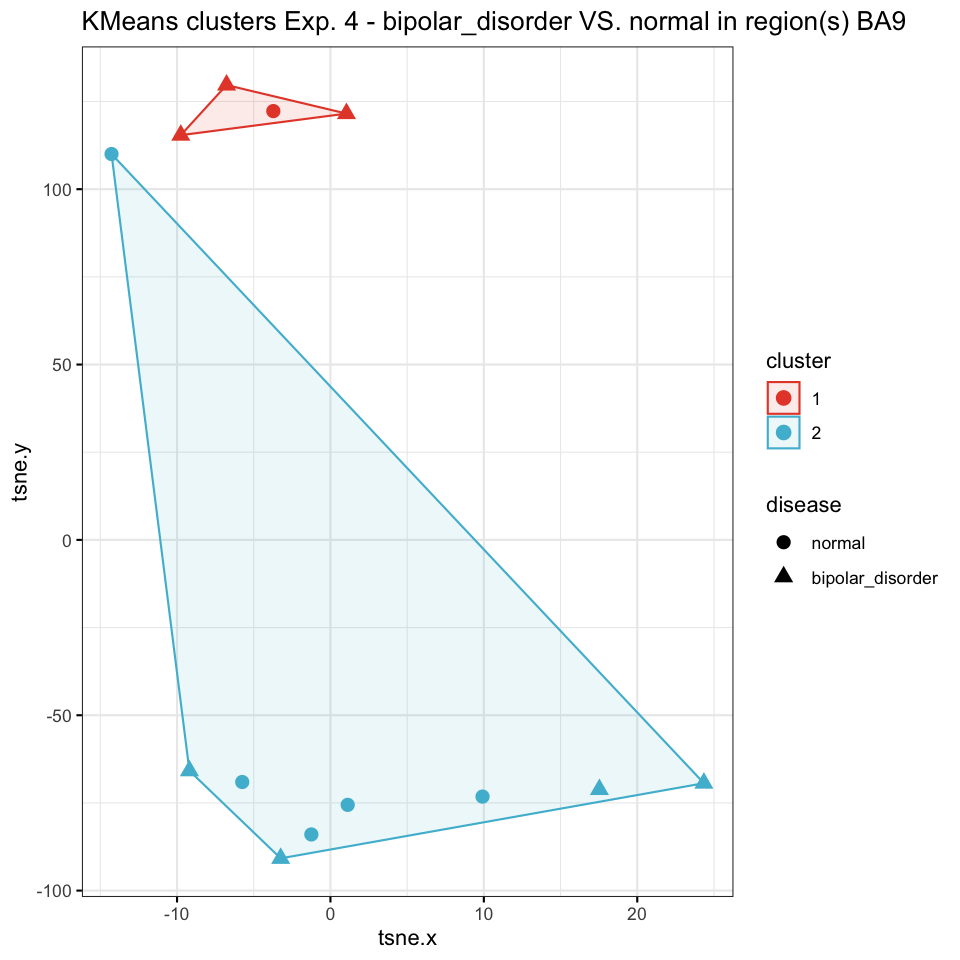 KMeans clusters Exp. 4 - bipolar_disorder VS. normal in region(s) BA9
100
50
0
-50
-100
tsne.y
-10
0
10
20
tsne.x
cluster
1
2
disease
normal
bipolar_disorder